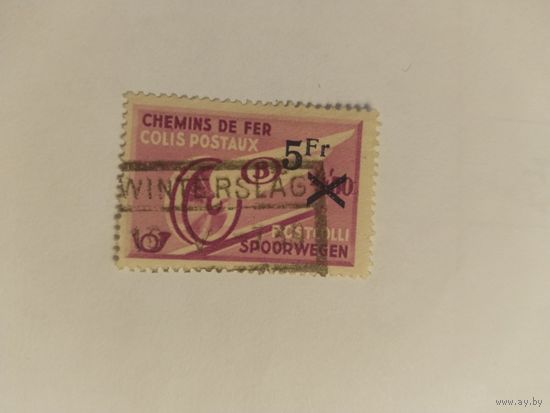 CHEMINS DE FER
COLIS POSTAUX
5Fr
B
WINTERSLAG
POSTCOLLI
SPOORWEGEN
www.ay.by